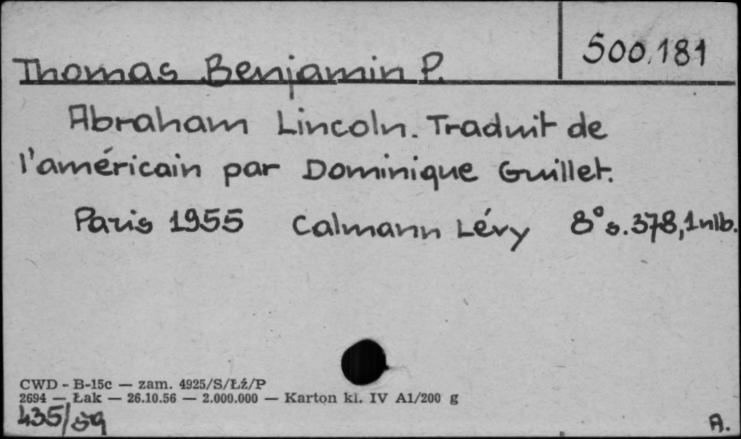 500.181
Thomas Benjamin P.
Abraham Lincoln. Traduit de
l'américain par Dominique Guillet.
Paris 1955 Calmann Lévy 8° s.378,1nlb.
CWD - B-15c — zam. 4925/S/Łź/P
2694 — Łak — 26.10.56 — 2.000.000 — Karton kl. IV A1/200 g
435/59
A.